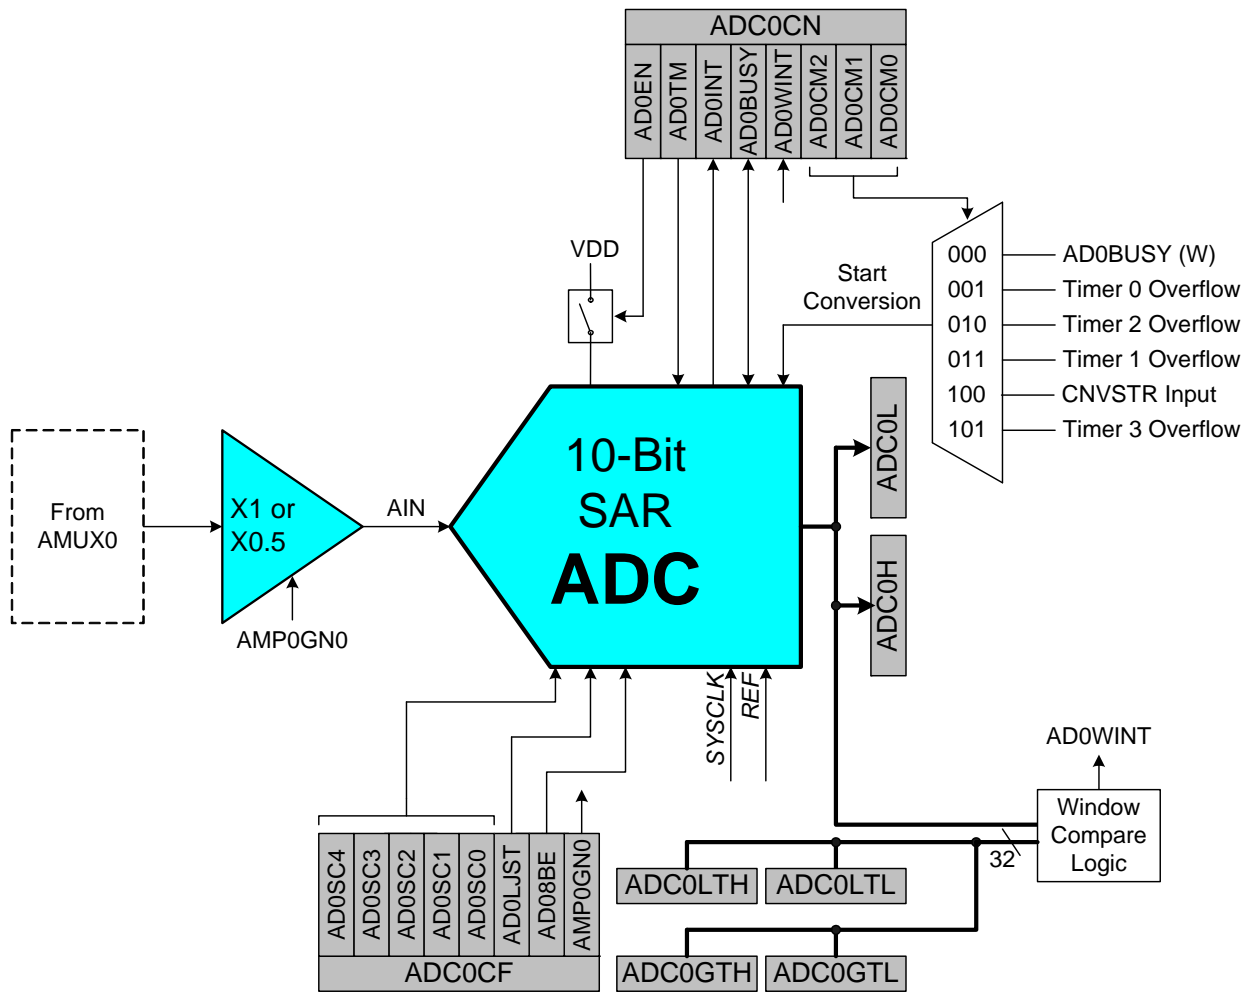 ADC0CN
AD0EN
AD0TM
AD0INT
AD0BUSY
AD0WINT
AD0CM2
AD0CM1
AD0CM0
VDD
Start
Conversion
000
AD0BUSY (W)
001
Timer 0 Overflow
010
Timer 2 Overflow
011
Timer 1 Overflow
100
CNVSTR Input
101
Timer 3 Overflow
From
AMUX0
X1 or
X0.5
AIN
AMP0GN0
10-Bit
SAR
ADC
ADC0L
ADC0H
SYSCLK
REF
AD0WINT
Window
Compare
Logic
32
AD0SC4
AD0SC3
AD0SC2
AD0SC1
AD0SC0
AD0LJST
AD08BE
AMP0GN0
ADC0CF
ADC0LTH
ADC0LTL
ADC0GTH
ADC0GTL